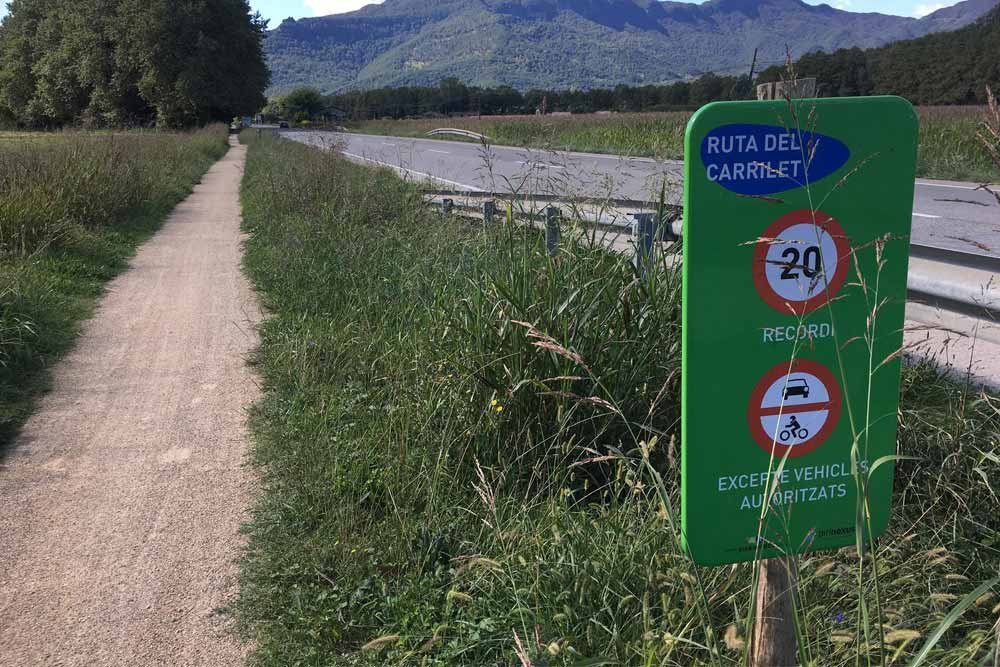 RUTA DEL
CARRILET
20
RECORDI
EXCEPTE VEHICLES
AUTORITZATS